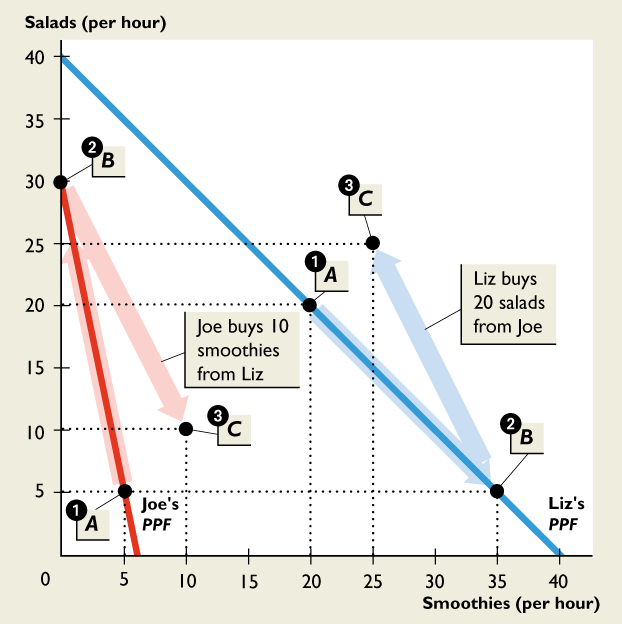 Salads (per hour)
40
35
30
25
20
15
10
5
0
5
10
15
20
25
30
35
40
Smoothies (per hour)
2
B
3
C
1
A
Liz buys
20 salads
from Joe
Joe buys 10
smoothies
from Liz
3
C
2
B
1
A
Joe's
PPF
Liz's
PPF